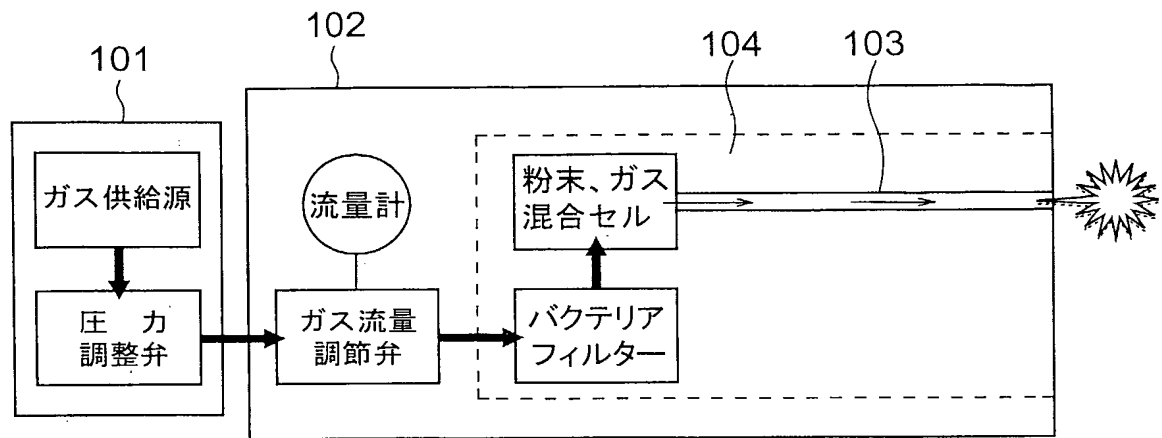 101
102
104
103
ガス供給源
圧 力
調整弁
流量計
ガス流量
調節弁
粉末、ガス
混合セル
バクテリア
フィルター